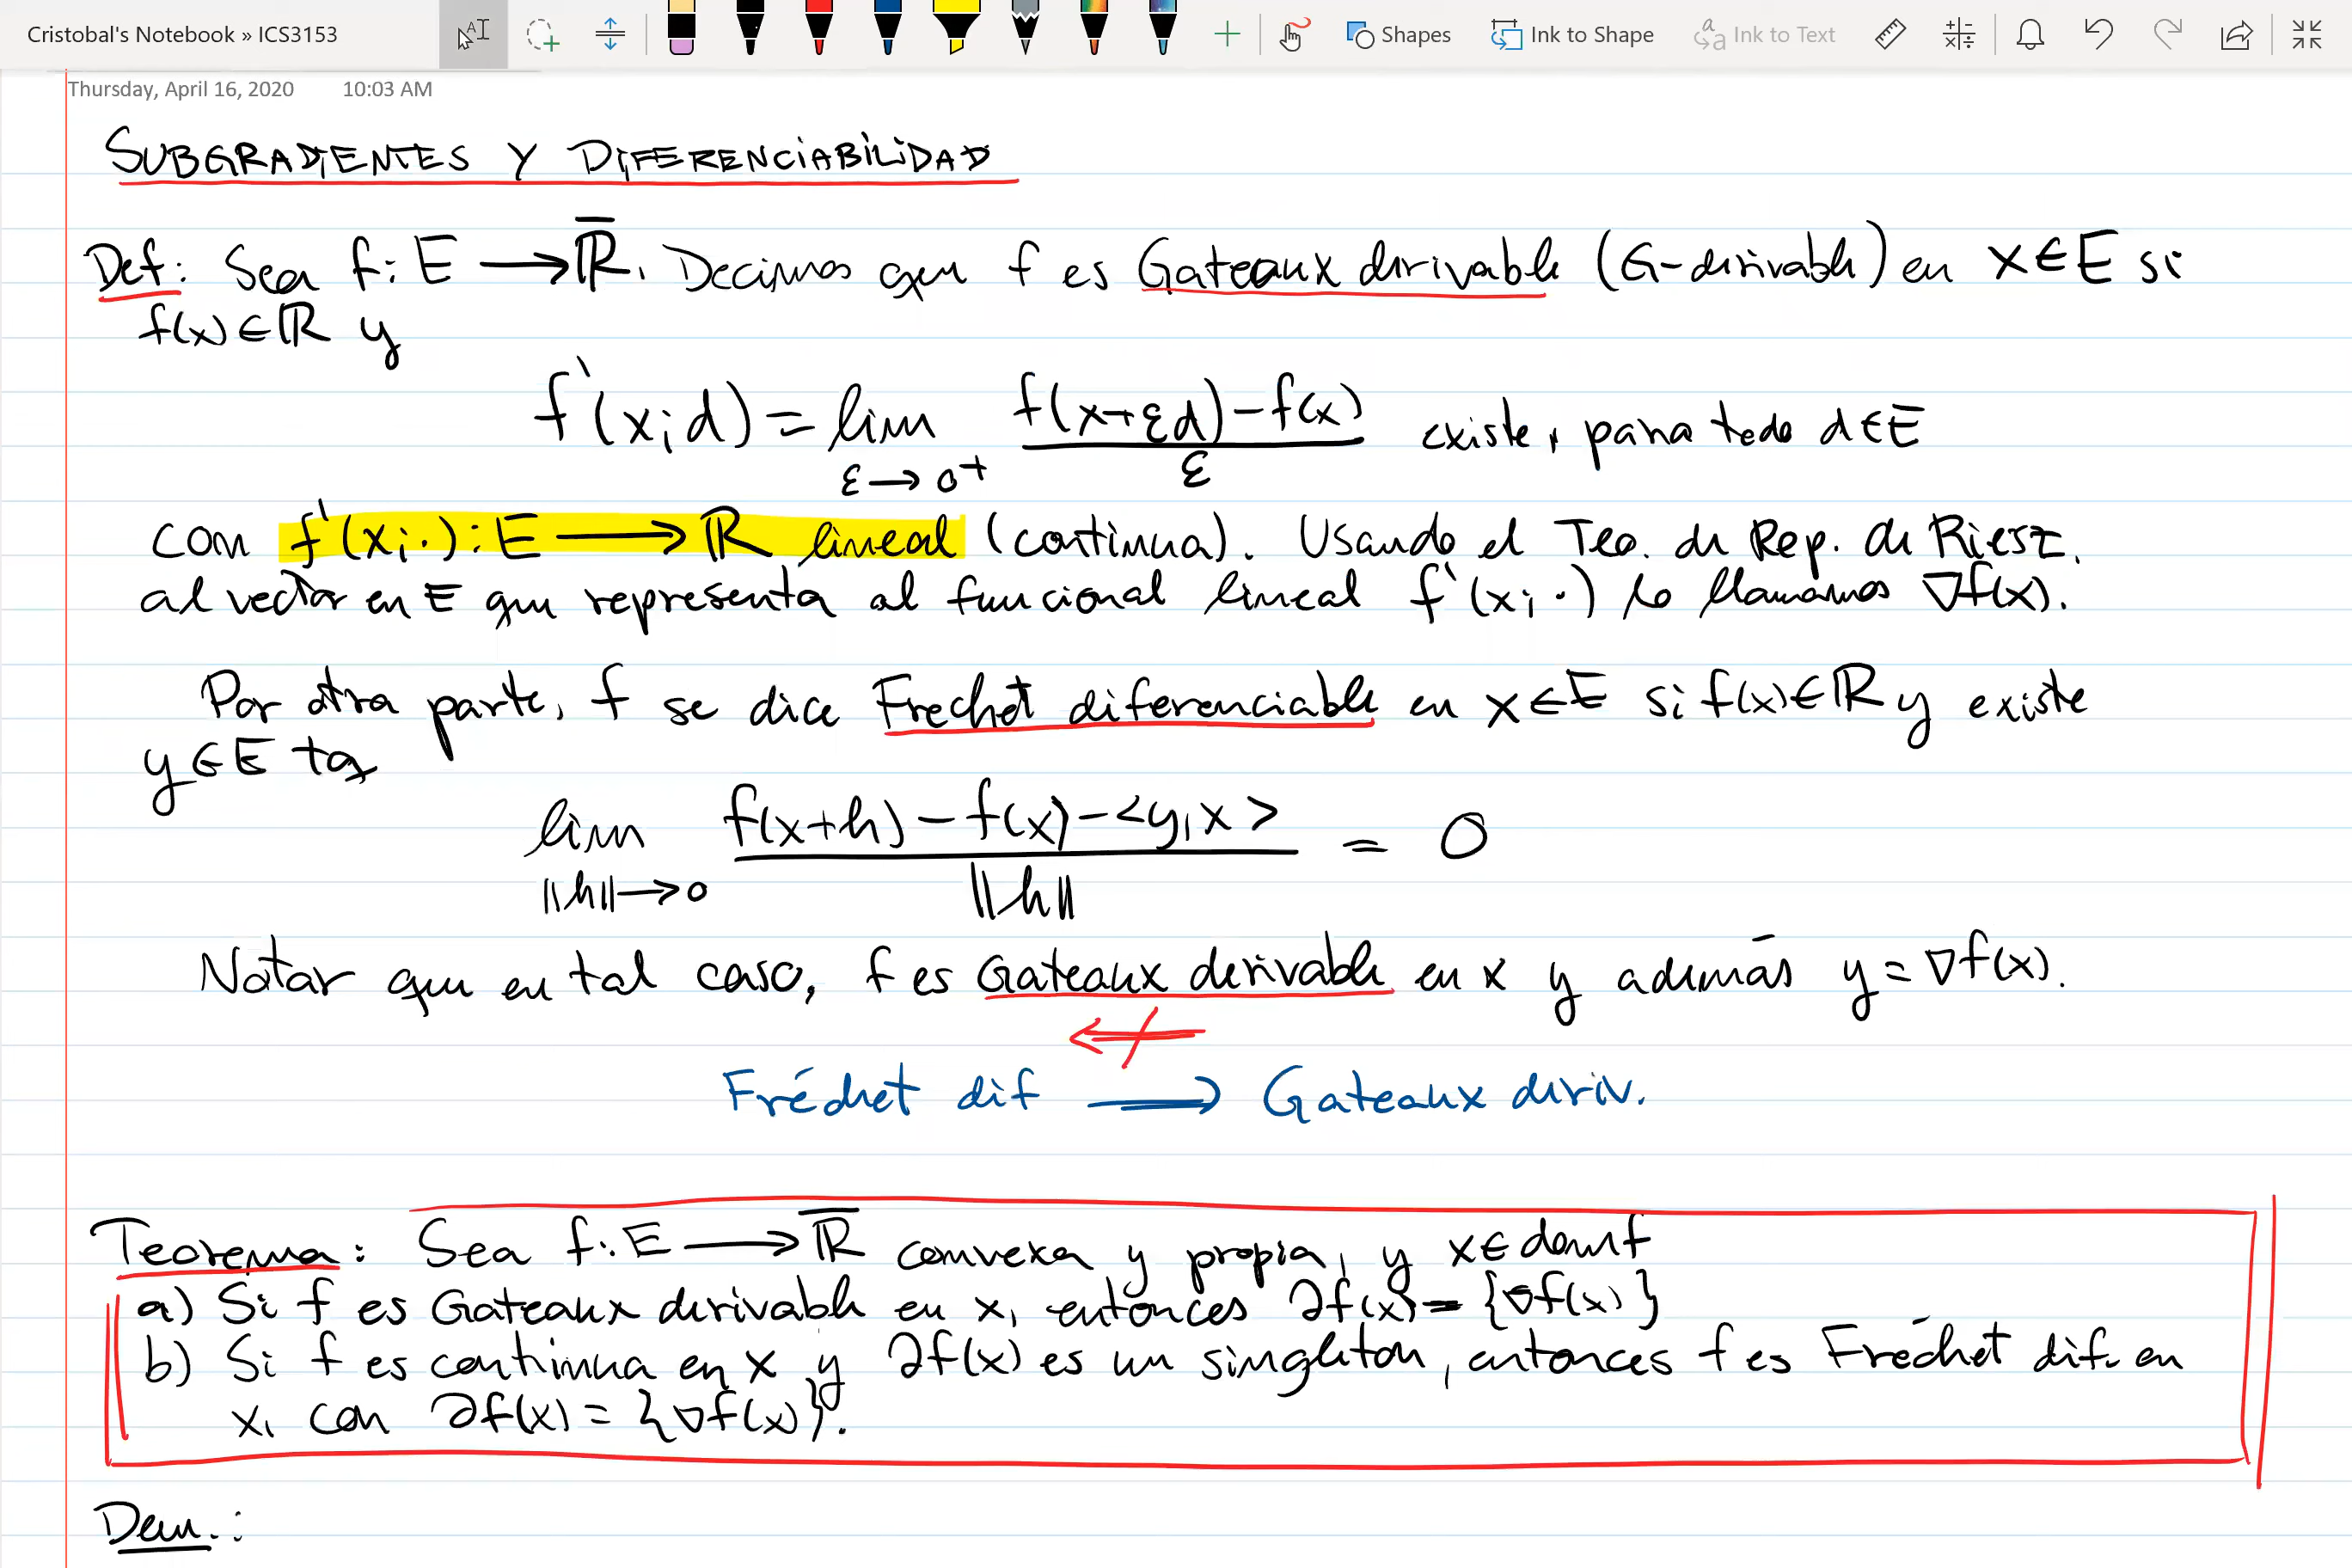 Cristobal's Notebook » ICS3153
Shapes
Ink to Shape
Ink to Text
Thursday, April 16, 2020 10:03 AM
SUBGRADIENTES Y DIFERENCIABILIDAD
Def: Sea f: E ⟶ R̅. Decimos que f es Gateaux derivable (G-derivable) en x∈E si
f(x)∈ℝ y
f'(x;d) = lim_{ε→0⁺} (f(x+εd) - f(x)) / ε existe, para todo d∈E
con f'(x;·): E ⟶ ℝ lineal (continua). Usando el Teo. de Rep. de Riesz.
al vector en E que representa al funcional lineal f'(x;·) lo llamamos ∇f(x).
Por otra parte, f se dice Frechet diferenciable en x∈E si f(x)∈ℝ y existe
y∈E tq
lim_{‖h‖→0} (f(x+h) - f(x) - <y,x>) / ‖h‖ = 0
Notar que en tal caso, f es Gateaux derivable en x y además y = ∇f(x).
⇍
Fréchet dif ⟹ Gateaux deriv.
Teorema: Sea f: E ⟶ R̅ convexa y propia, y x∈domf
a) Si f es Gateaux derivable en x, entonces ∂f(x) = {∇f(x)}
b) Si f es continua en x y ∂f(x) es un singleton, entonces f es Fréchet dif. en
x, con ∂f(x) = {∇f(x)}.
Dem.: